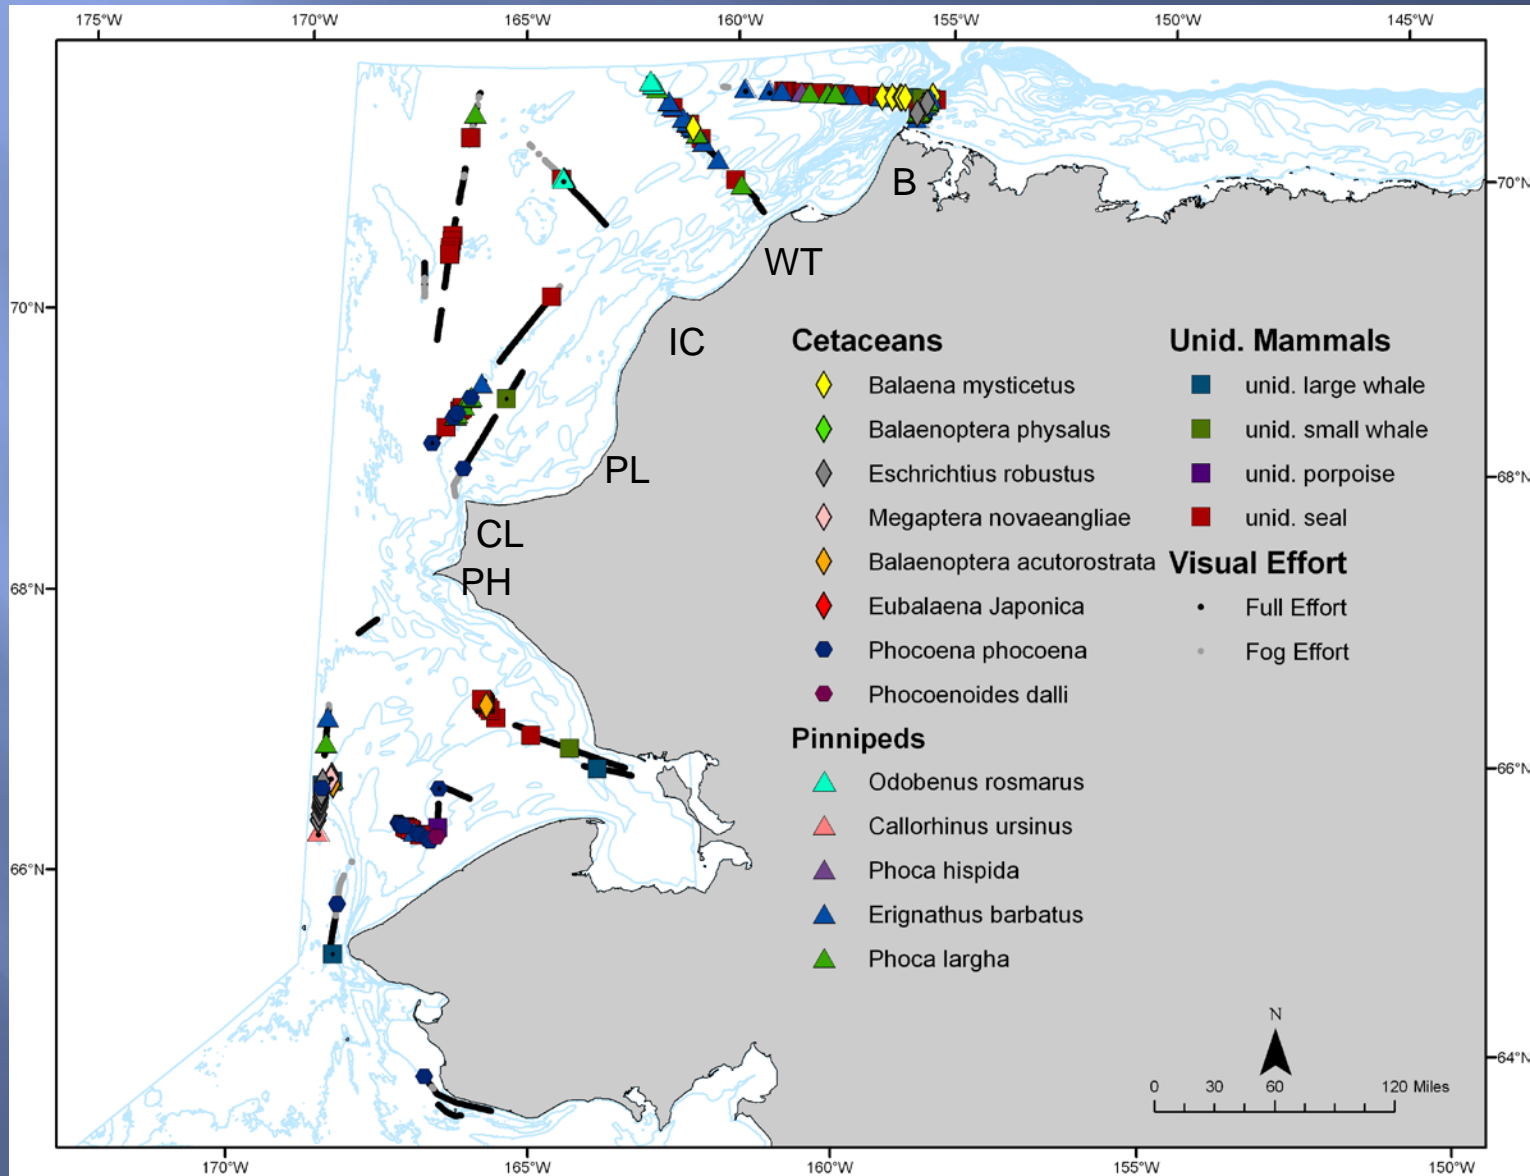 175°W 170°W 165°W 160°W 155°W 150°W 145°W
70°N
B
WT
70°N
IC
Cetaceans
Balaena mysticetus
Balaenoptera physalus
Eschrichtius robustus
Megaptera novaeangliae
Balaenoptera acutorostrata
Eubalaena Japonica
Phocoena phocoena
Phocoenoides dalli
Pinnipeds
Odobenus rosmarus
Callorhinus ursinus
Phoca hispida
Erignathus barbatus
Phoca largha
Unid. Mammals
unid. large whale
unid. small whale
unid. porpoise
unid. seal
Visual Effort
Full Effort
Fog Effort
PL
68°N
CL
PH
68°N
66°N
66°N
N
64°N
0 30 60 120 Miles
170°W 165°W 160°W 155°W 150°W